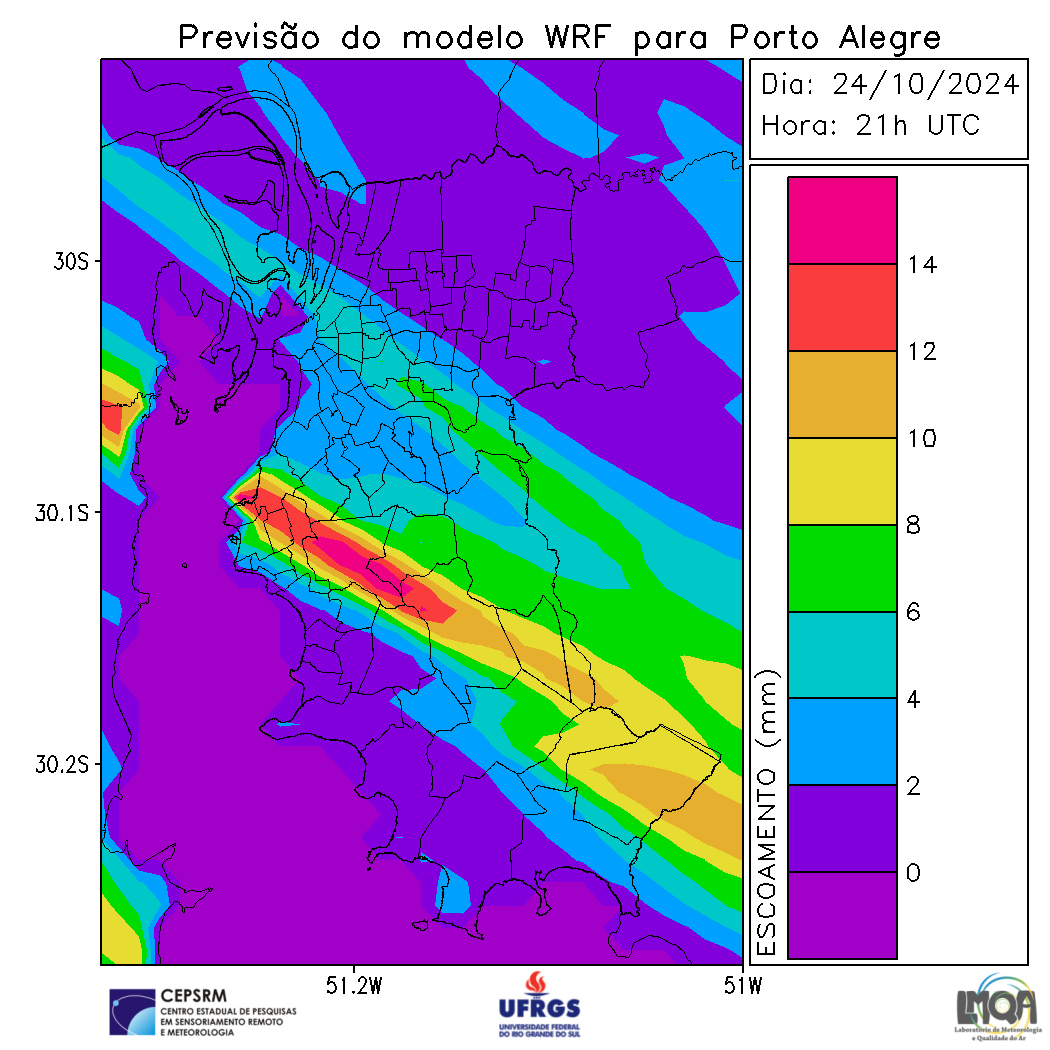 Previsão do modelo WRF para Porto Alegre
Dia: 24/10/2024
Hora: 21h UTC
14
12
10
8
6
4
2
0
ESCOAMENTO (mm)
30S
30.1S
30.2S
51.2W
51W
CEPSRM
CENTRO ESTADUAL DE PESQUISAS
EM SENSORIAMENTO REMOTO
E METEOROLOGIA
UFRGS
UNIVERSIDADE FEDERAL
DO RIO GRANDE DO SUL
LMQA
Laboratório de Meteorologia
e Qualidade do Ar